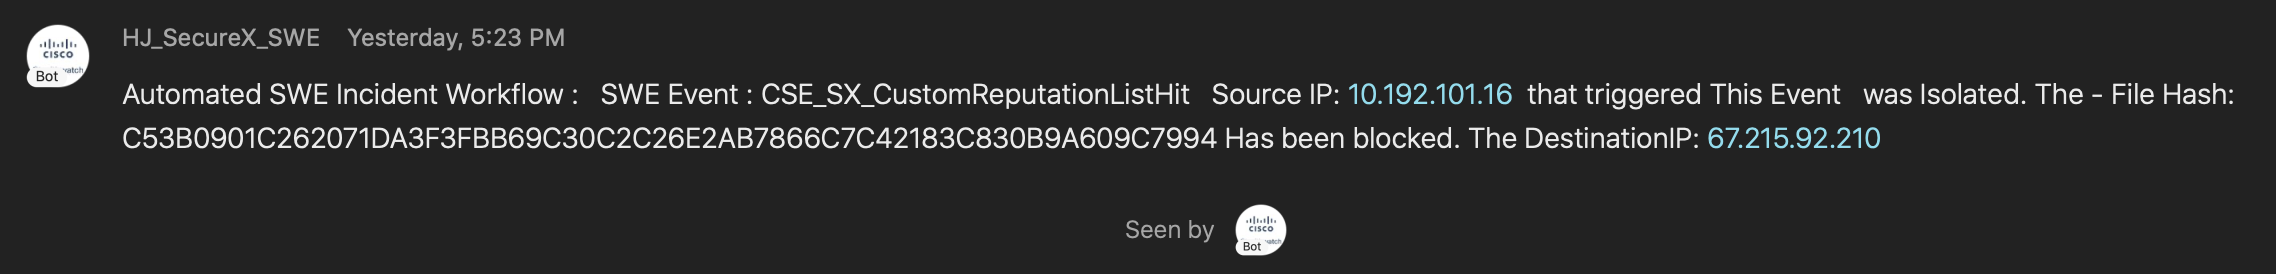 HJ_SecureX_SWE Yesterday, 5:23 PM
cisco
watch
Bot
Automated SWE Incident Workflow : SWE Event : CSE_SX_CustomReputationListHit Source IP: 10.192.101.16 that triggered This Event was Isolated. The - File Hash:
C53B0901C262071DA3F3FBB69C30C2C26E2AB7866C7C42183C830B9A609C7994 Has been blocked. The DestinationIP: 67.215.92.210
Seen by
cisco
watch
Bot